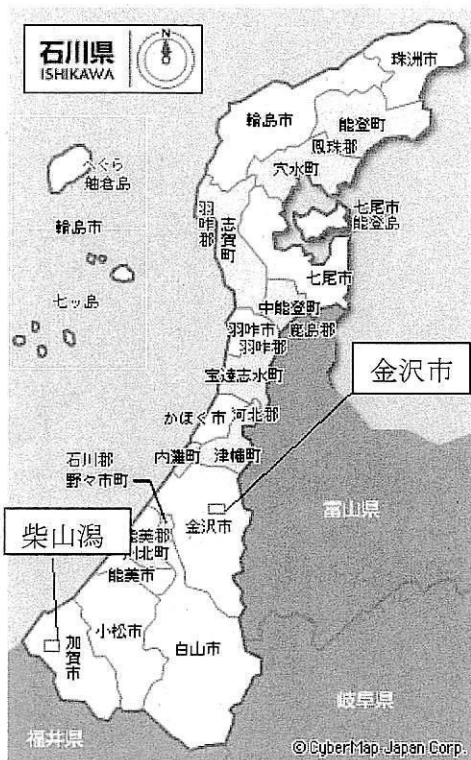 石川県
ISHIKAWA
N
珠洲市
輪島市
能登町
鳳珠郡
穴水町
へぐら
舳倉島
輪島市
七ッ島
羽咋郡
志賀町
七尾市
能登島
七尾市
中能登町
羽咋市
鹿島郡
羽咋郡
宝達志水町
金沢市
かほく市
河北郡
内灘町
津幡町
石川郡
野々市町
金沢市
富山県
柴山潟
能美郡
川北町
能美市
小松市
加賀市
白山市
岐阜県
福井県
© CyberMap Japan Corp.